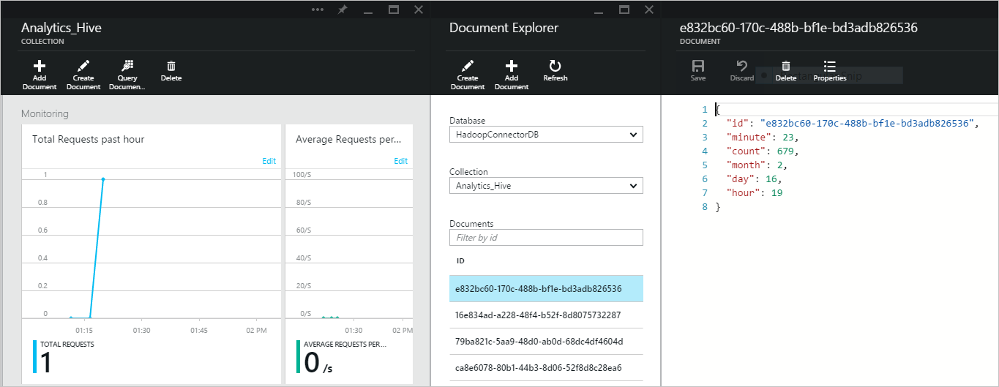 Analytics_Hive
COLLECTION
Add Document
Create Document
Query Documen...
Delete
Monitoring
Total Requests past hour
Edit
1
0.8
0.6
0.4
0.2
0
01:15
01:30
01:45
02 PM
TOTAL REQUESTS
1
Average Requests per...
Edit
100/S
80/S
60/S
40/S
20/S
0/S
01:30
02 PM
AVERAGE REQUESTS PER...
0 /s
Document Explorer
Create Document
Add Document
Refresh
Database
HadoopConnectorDB
Collection
Analytics_Hive
Documents
Filter by id
ID
e832bc60-170c-488b-bf1e-bd3adb826536
16e834ad-a228-48f4-b52f-8d8075732287
79ba821c-5aa9-48d0-ab0d-68dc4df4604d
ca8e6078-80b1-44b3-8d06-52f8d8c28ea6
e832bc60-170c-488b-bf1e-bd3adb826536
DOCUMENT
Save
Discard
Delete
Properties
1 {
2 "id": "e832bc60-170c-488b-bf1e-bd3adb826536",
3 "minute": 23,
4 "count": 679,
5 "month": 2,
6 "day": 16,
7 "hour": 19
8 }